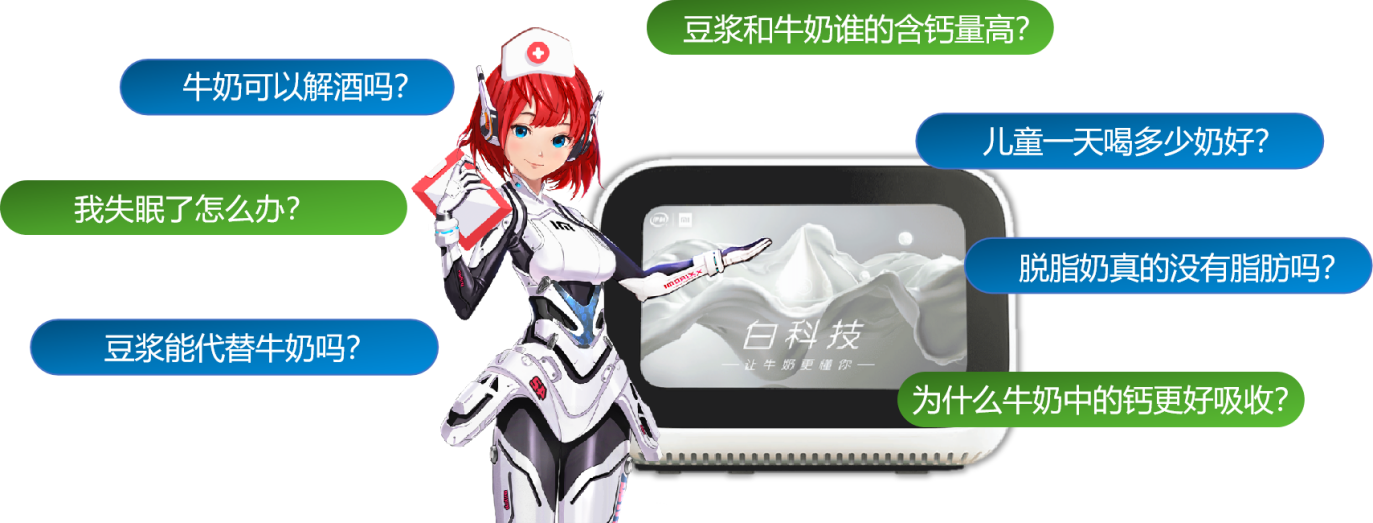 豆浆和牛奶谁的含钙量高?
牛奶可以解酒吗?
儿童一天喝多少奶好?
我失眠了怎么办?
脱脂奶真的没有脂肪吗?
白科技
让牛奶更懂你
豆浆能代替牛奶吗?
为什么牛奶中的钙更好吸收?